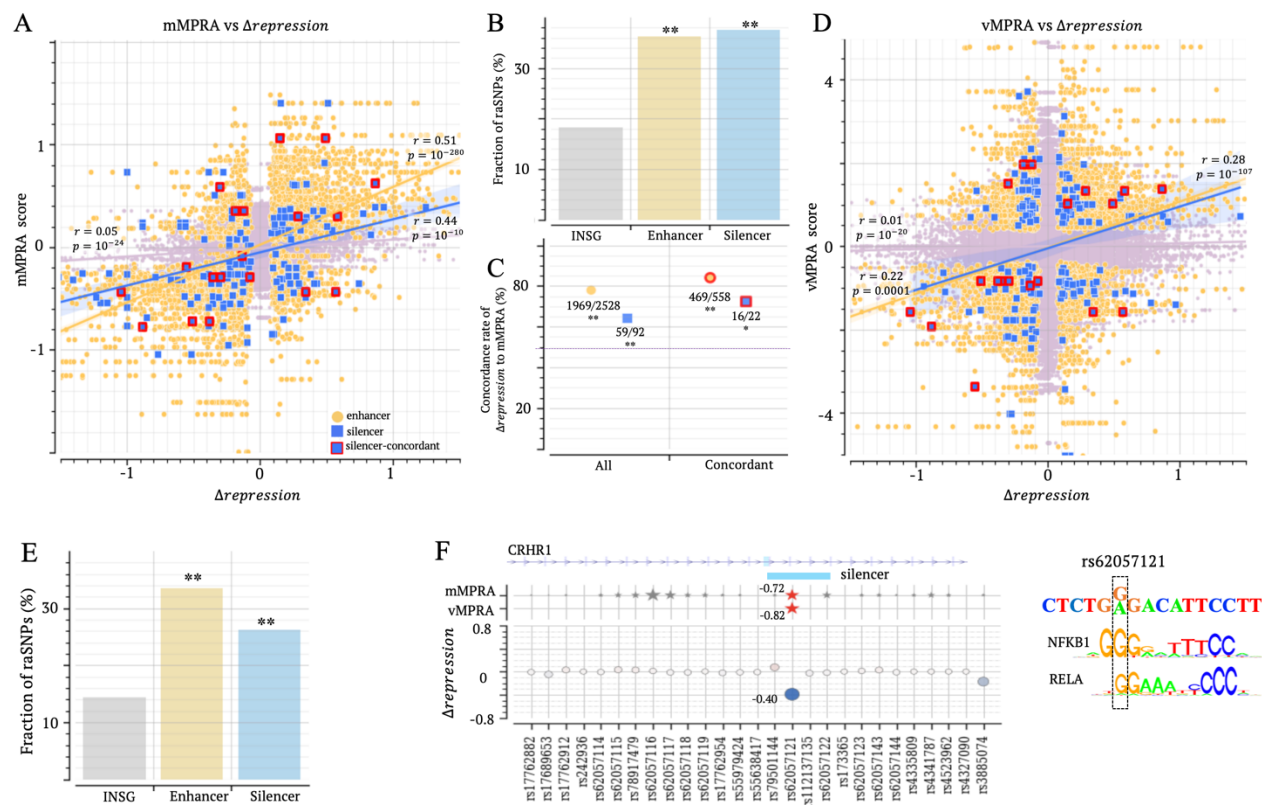 A
mMPRA vs Δrepression
mMPRA score
1
0
-1
r = 0.51
p = 10⁻²⁸⁰
r = 0.05
p = 10⁻²⁴
r = 0.44
p = 10⁻¹⁰
enhancer
silencer
silencer-concordant
-1
0
1
Δrepression
B
Fraction of raSNPs (%)
30
10
**
**
INSG
Enhancer
Silencer
C
Concordance rate of
Δrepression to mMPRA (%)
80
20
1969/2528
**
59/92
**
469/558
**
16/22
*
All
Concordant
D
vMPRA vs Δrepression
vMPRA score
4
2
0
-2
-4
r = 0.28
p = 10⁻¹⁰⁷
r = 0.01
p = 10⁻²⁰
r = 0.22
p = 0.0001
-1
0
1
Δrepression
E
Fraction of raSNPs (%)
30
10
**
**
INSG
Enhancer
Silencer
F
CRHR1
silencer
mMPRA
-0.72
vMPRA
-0.82
Δrepression
0.8
0
-0.8
-0.40
rs17762882
rs17689653
rs17762912
rs242936
rs62057114
rs62057115
rs78917479
rs62057116
rs62057117
rs62057118
rs62057119
rs17762954
rs55979424
rs55638417
rs79501144
rs62057121
rs112137135
rs62057122
rs173365
rs62057123
rs62057143
rs62057144
rs4335809
rs4341787
rs4523962
rs4327090
rs3885074
rs62057121
G
CTCTGAGACATTCCTT
NFKB1
GGG TTTCC
RELA
GGAAA CCCC